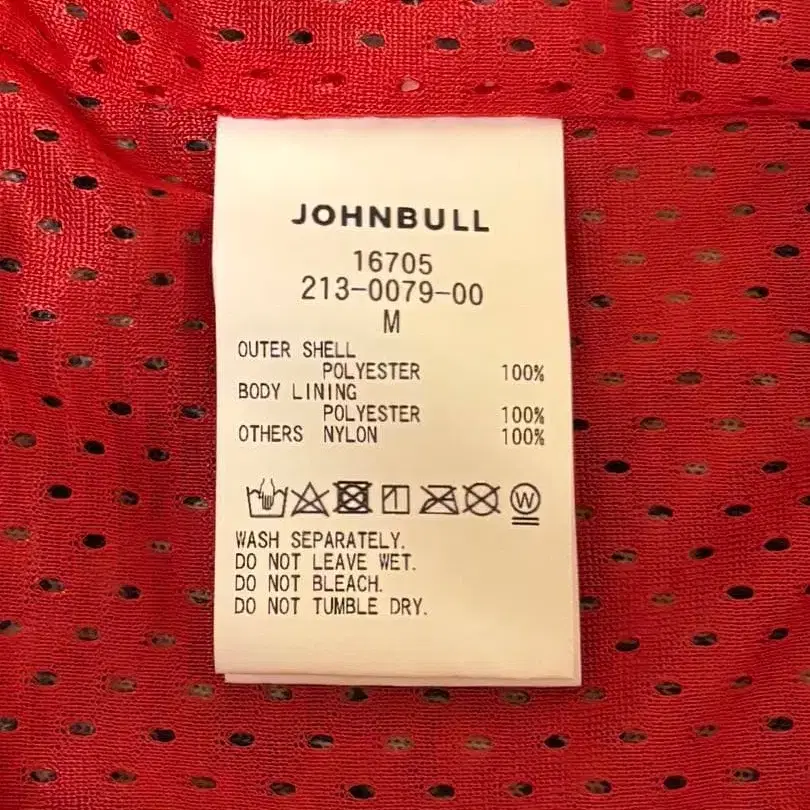 JOHNBULL
16705
213-0079-00
M
OUTER SHELL
POLYESTER 100%
BODY LINING
POLYESTER 100%
OTHERS NYLON 100%
W
WASH SEPARATELY.
DO NOT LEAVE WET.
DO NOT BLEACH.
DO NOT TUMBLE DRY.